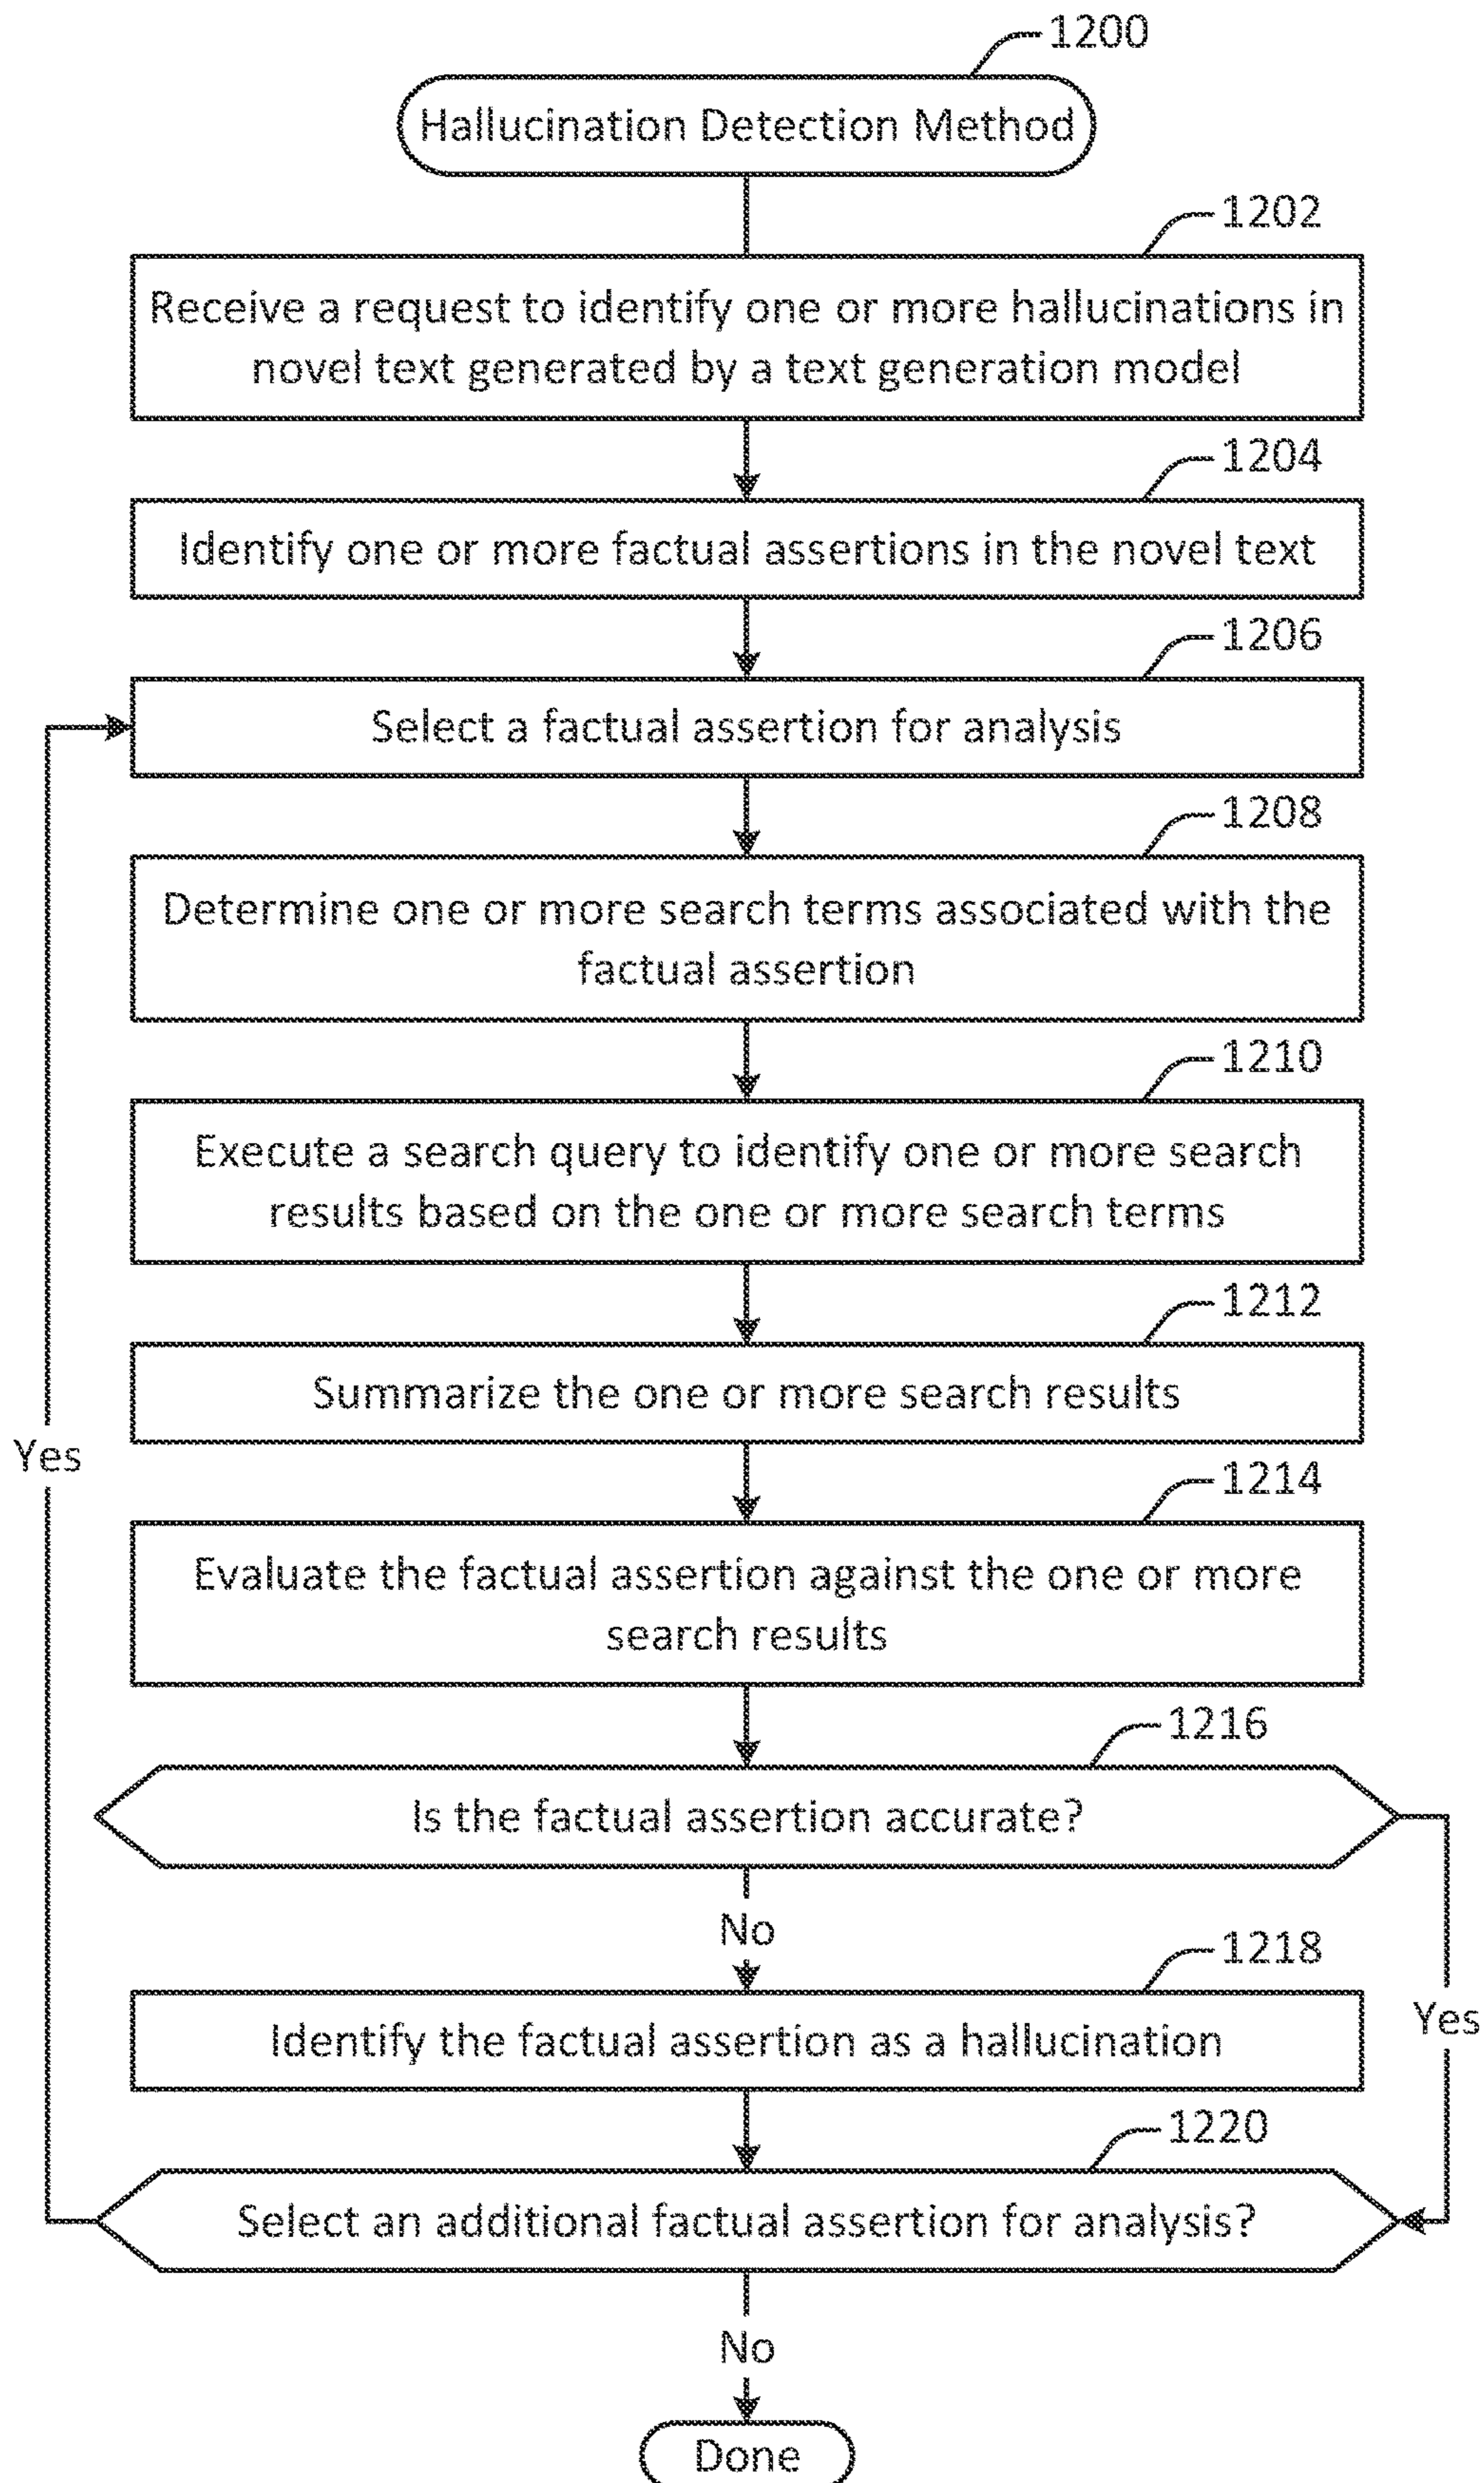 1200
Hallucination Detection Method
1202
Receive a request to identify one or more hallucinations in
novel text generated by a text generation model
1204
Identify one or more factual assertions in the novel text
1206
Select a factual assertion for analysis
1208
Determine one or more search terms associated with the
factual assertion
1210
Execute a search query to identify one or more search
results based on the one or more search terms
1212
Summarize the one or more search results
Yes
1214
Evaluate the factual assertion against the one or more
search results
1216
Is the factual assertion accurate?
No
1218
Identify the factual assertion as a hallucination
Yes
1220
Select an additional factual assertion for analysis?
No
Done